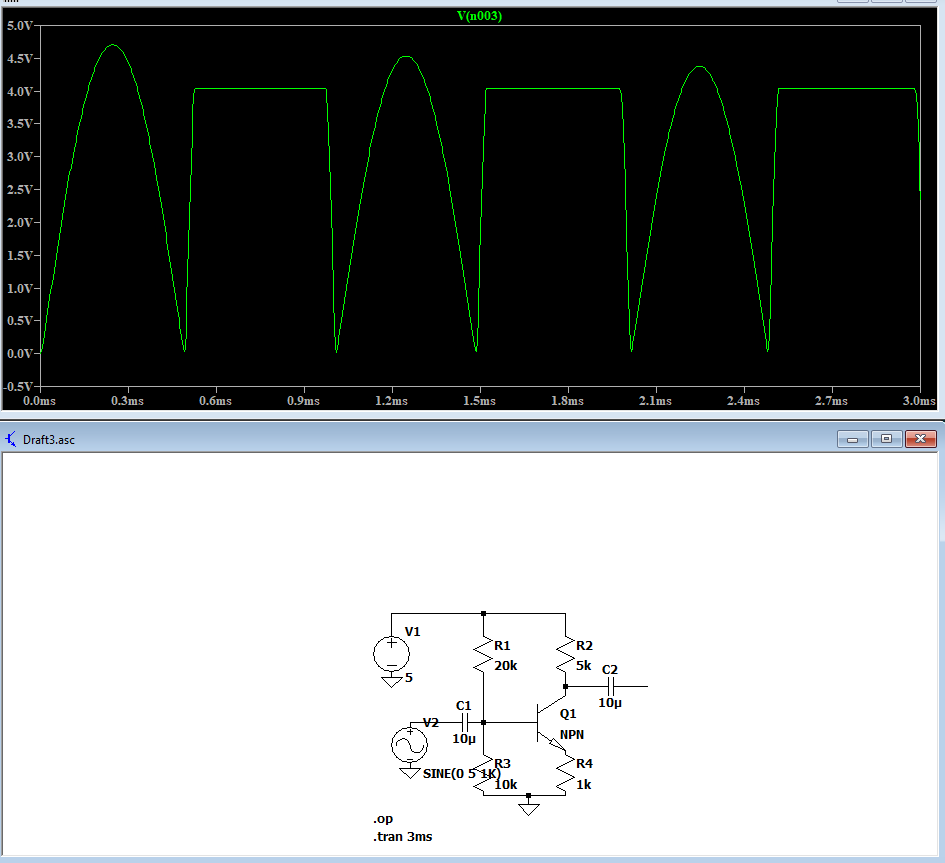 V(n003)
5.0V
4.5V
4.0V
3.5V
3.0V
2.5V
2.0V
1.5V
1.0V
0.5V
0.0V
-0.5V
0.0ms 0.3ms 0.6ms 0.9ms 1.2ms 1.5ms 1.8ms 2.1ms 2.4ms 2.7ms 3.0ms
Draft3.asc
V1
5
R1
20k
R2
5k
C2
10µ
C1
10µ
V2
SINE(0 5 1K)
Q1
NPN
R3
10k
R4
1k
.op
.tran 3ms